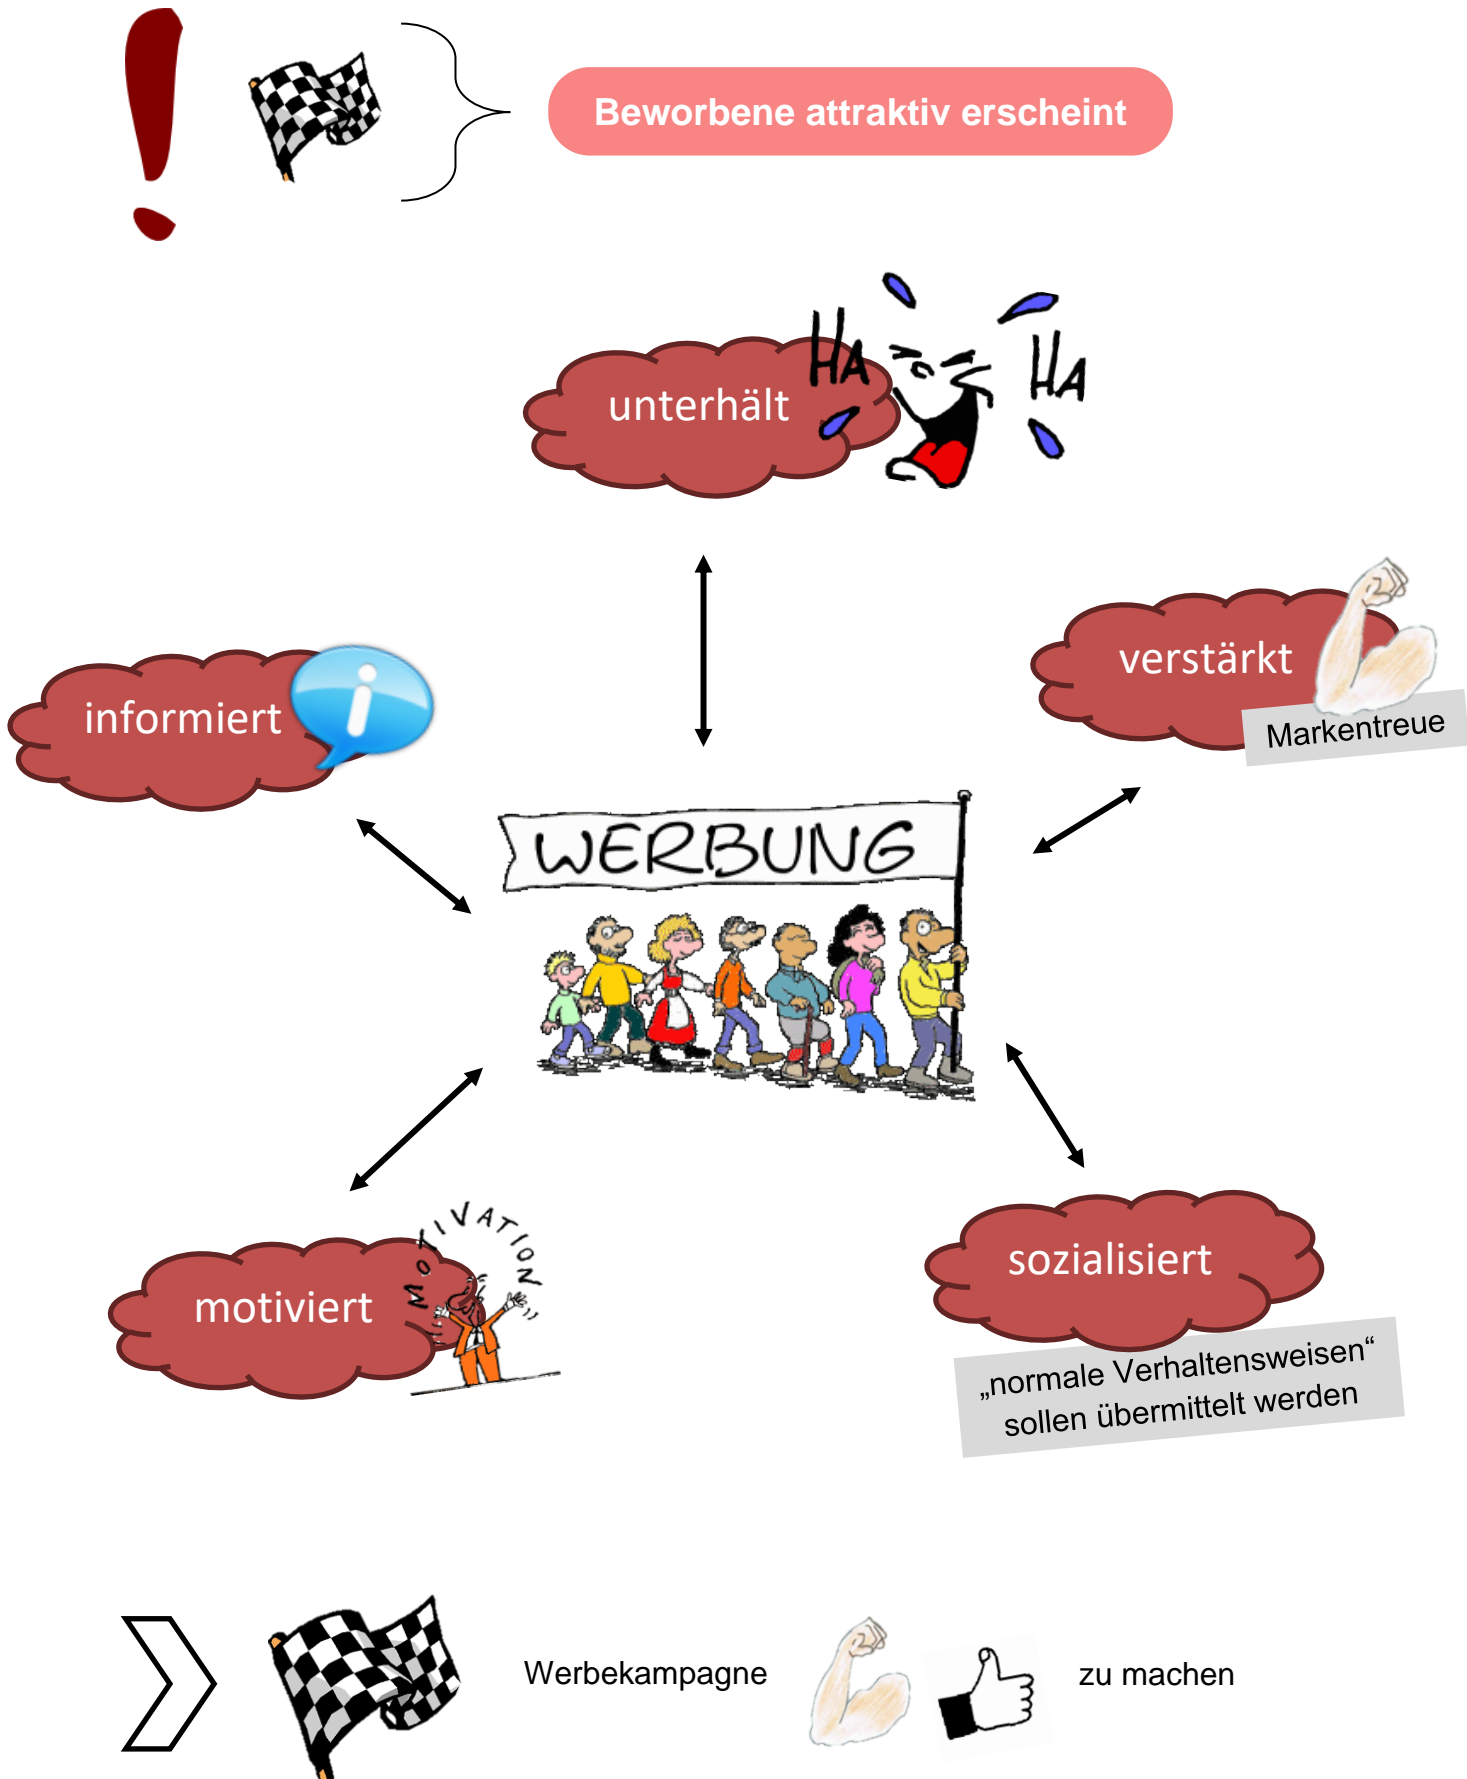 Beworbene attraktiv erscheint
HA
HA
unterhält
verstärkt
Markentreue
informiert
i
WERBUNG
MOTIVATION
motiviert
sozialisiert
„normale Verhaltensweisen“
sollen übermittelt werden
Werbekampagne
zu machen